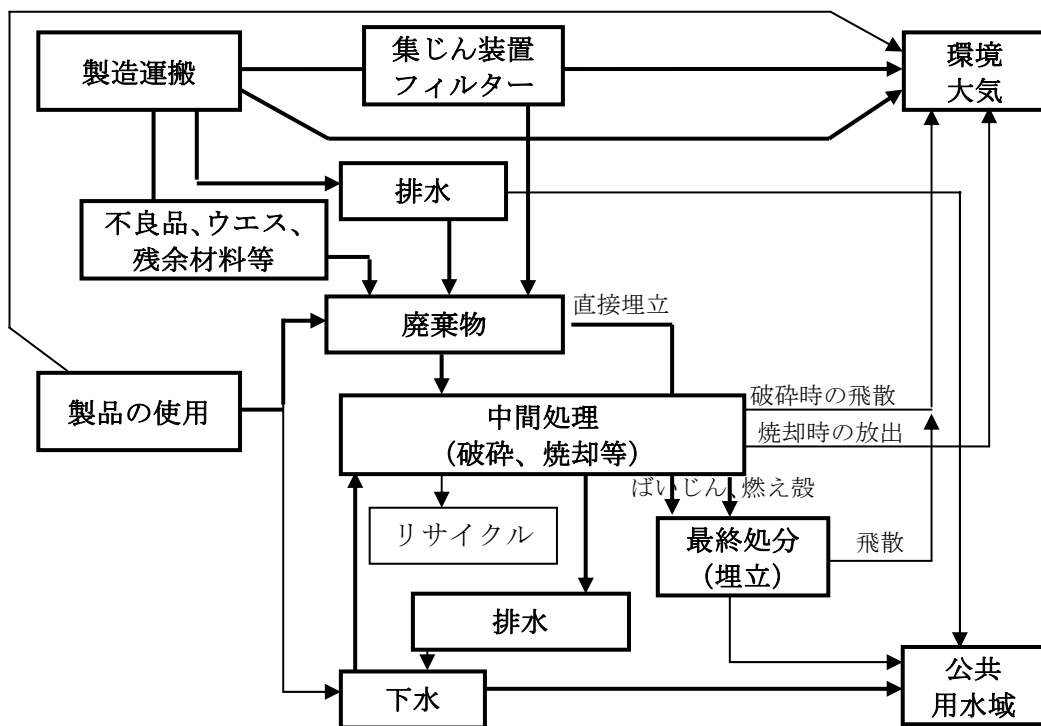 製造運搬
集じん装置
フィルター
環境
大気
排水
不良品、ウエス、
残余材料等
直接埋立
廃棄物
製品の使用
中間処理
（破砕、焼却等）
破砕時の飛散
焼却時の放出
ばいじん、燃え殻
リサイクル
最終処分
（埋立）
飛散
排水
下水
公共
用水域